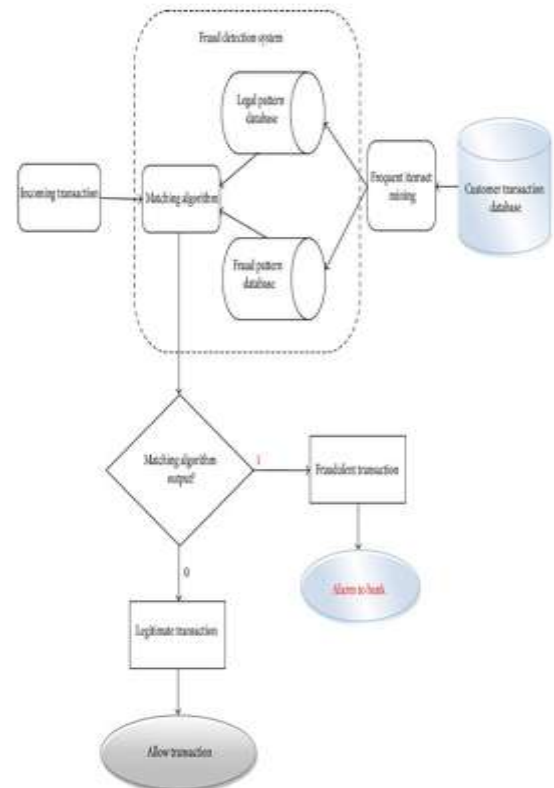 Fraud detection system
Legal pattern
database
Incoming transaction
Matching algorithm
Frequent itemset
mining
Customer transaction
database
Fraud pattern
database
Matching algorithm
output?
1
Fraudulent transaction
0
Alarm to bank
Legitimate transaction
Allow transaction